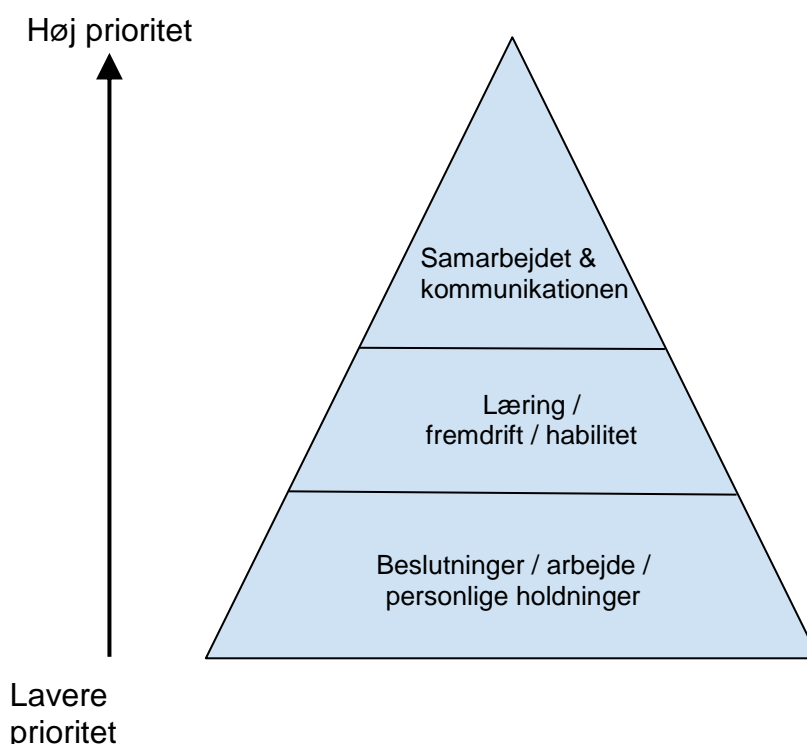 Høj prioritet
Samarbejdet &
kommunikationen
Læring /
fremdrift / habilitet
Beslutninger / arbejde /
personlige holdninger
Lavere
prioritet